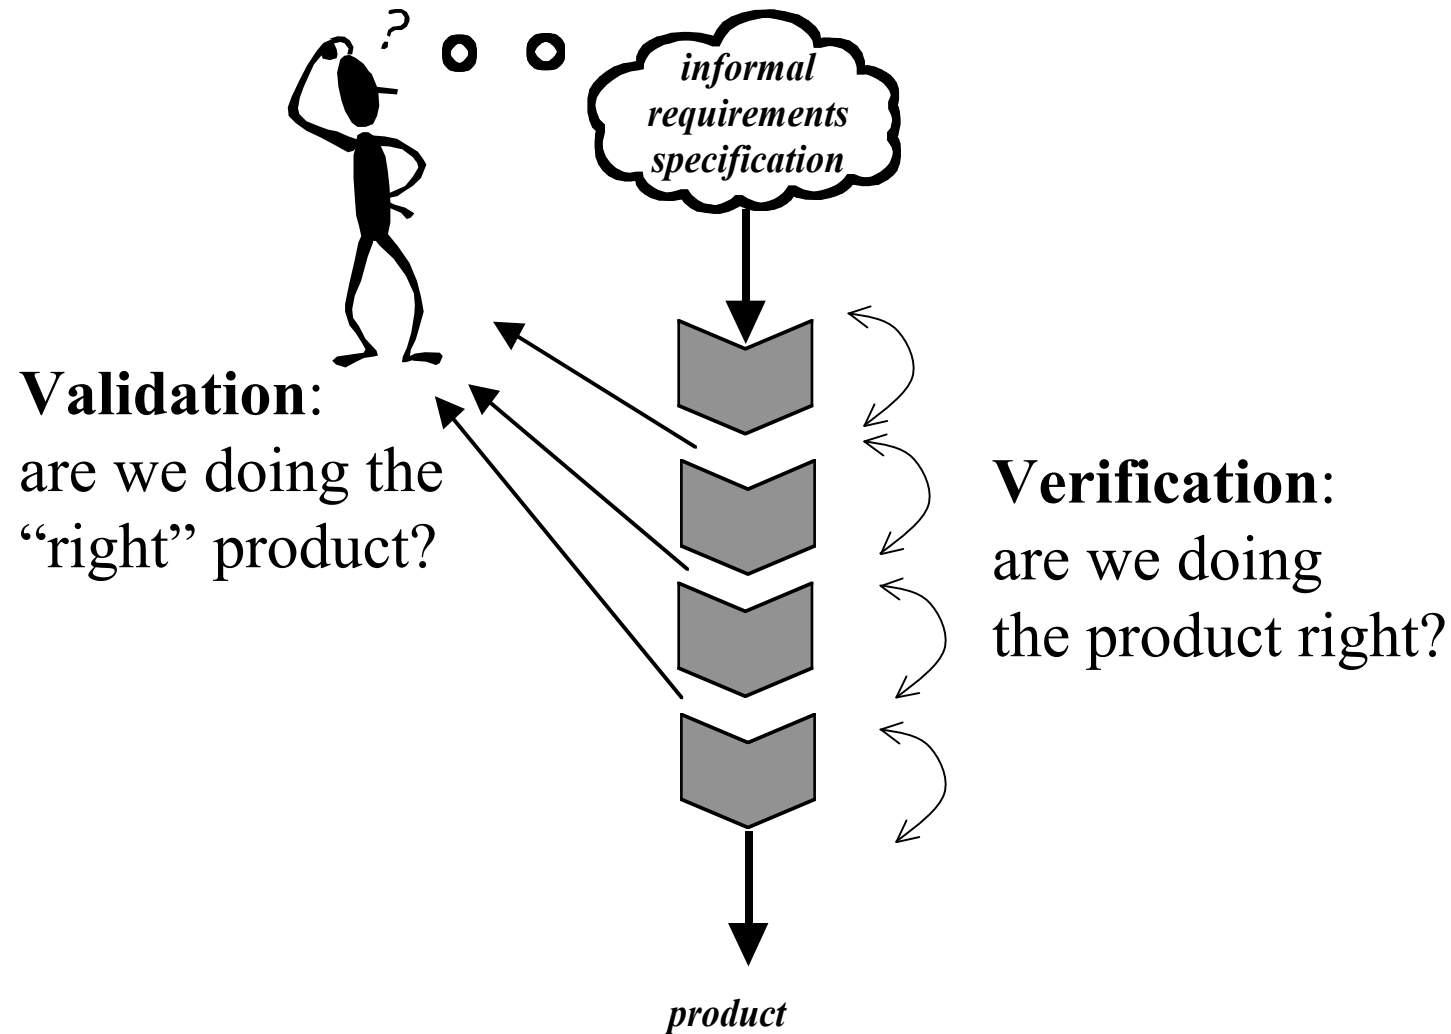 ?
informal
requirements
specification
Validation:
are we doing the
“right” product?
Verification:
are we doing
the product right?
product